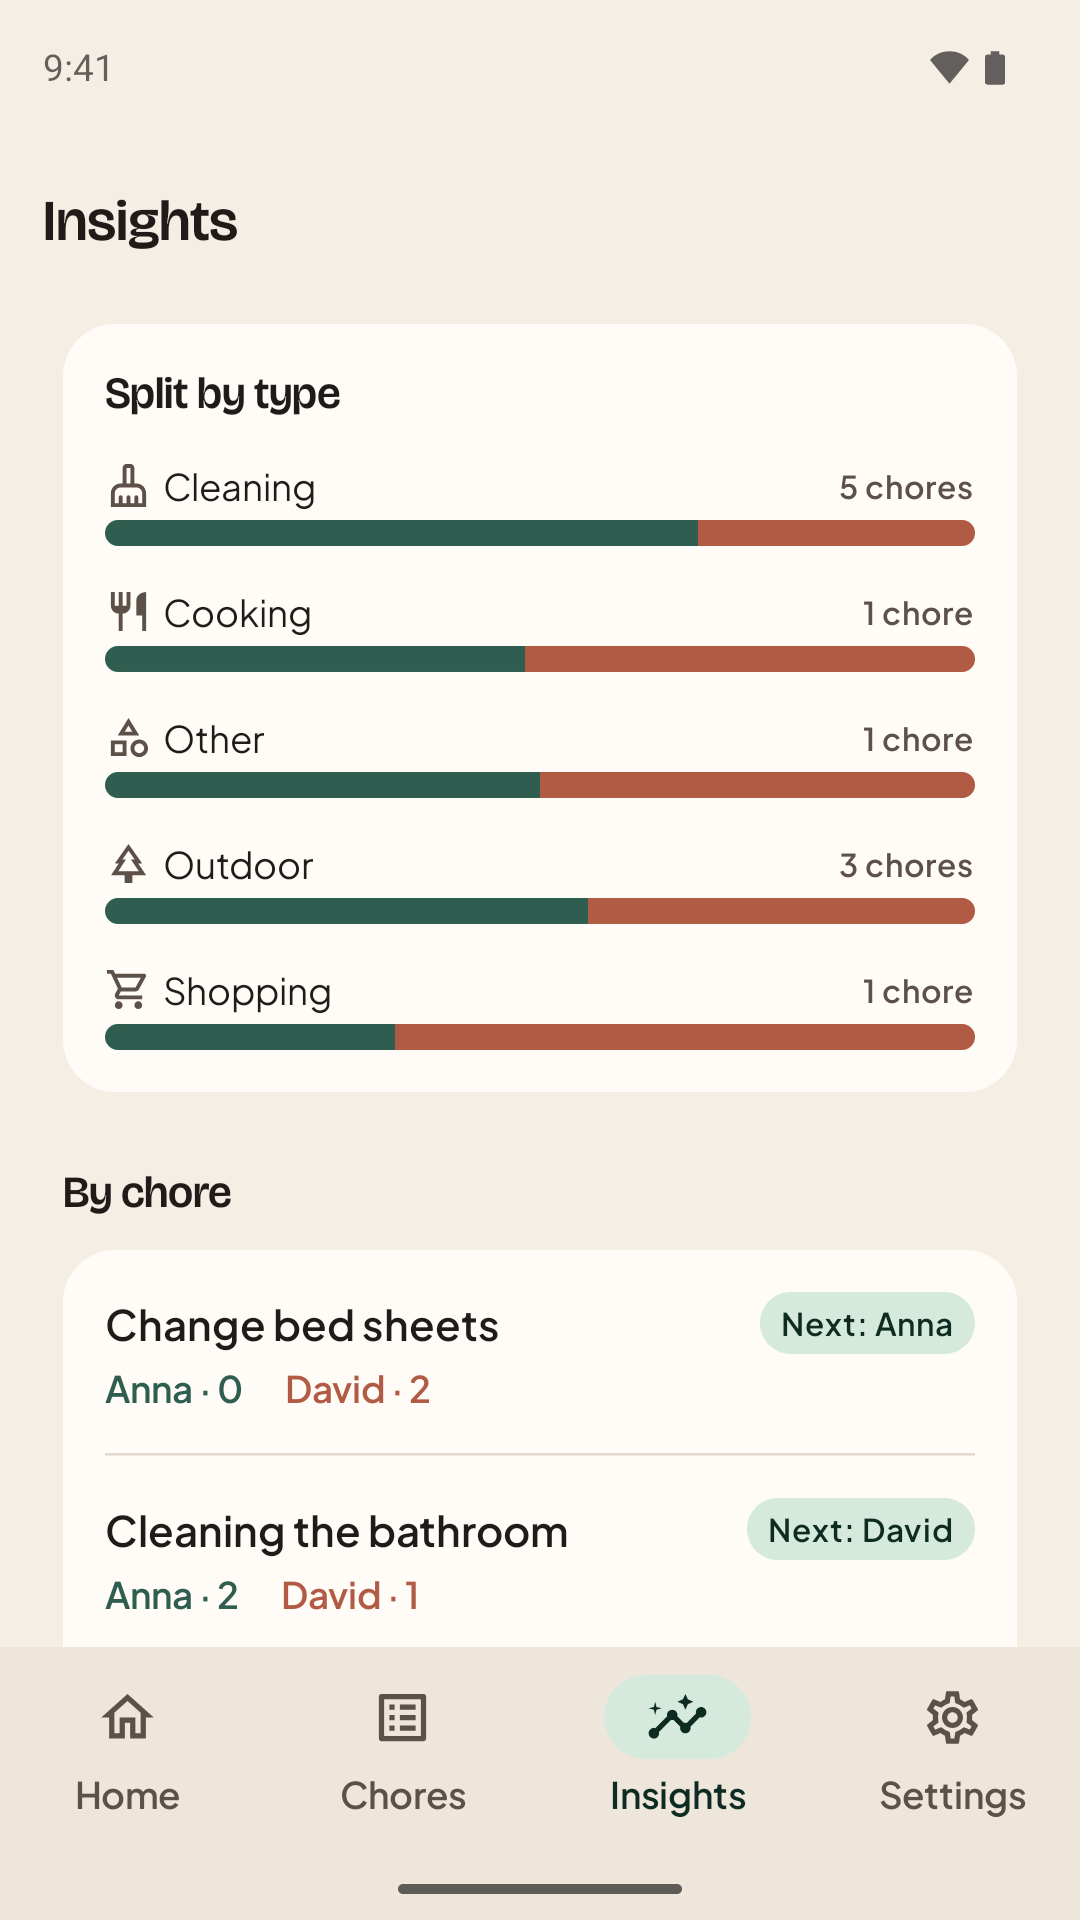 9:41
Insights
Split by type
Cleaning 5 chores
Cooking 1 chore
Other 1 chore
Outdoor 3 chores
Shopping 1 chore
By chore
Change bed sheets Next: Anna
Anna · 0 David · 2
Cleaning the bathroom Next: David
Anna · 2 David · 1
Home Chores Insights Settings